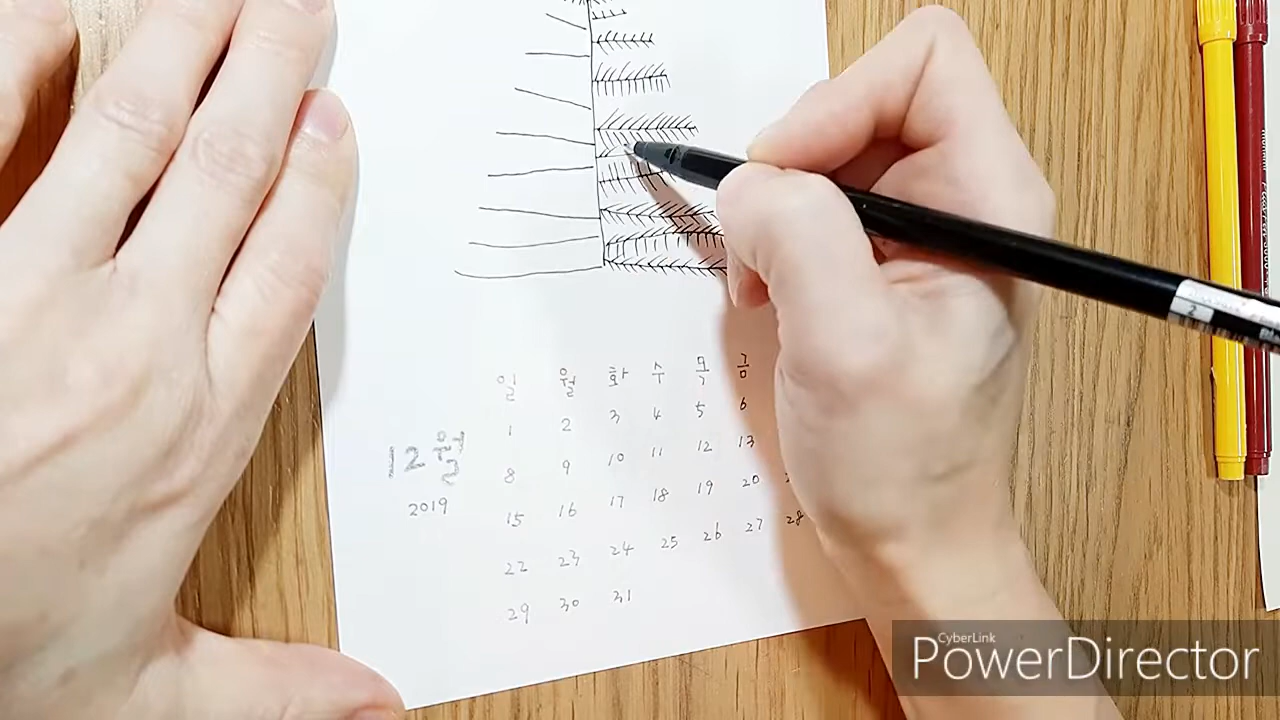 일 월 화 수 목 금
1 2 3 4 5 6
12월 8 9 10 11 12 13
2019 15 16 17 18 19 20
22 23 24 25 26 27 28
29 30 31
CyberLink
PowerDirector